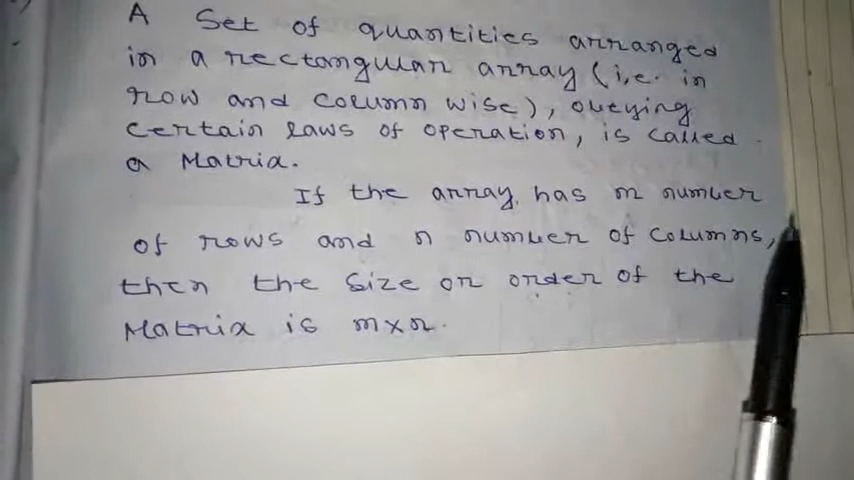 A Set of quantities arranged
in a rectangular array (i.e. in
row and column wise), obeying
certain laws of operation, is called
a Matrix.
If the array has m number
of rows and n number of columns,
then the size or order of the
Matrix is m×n.